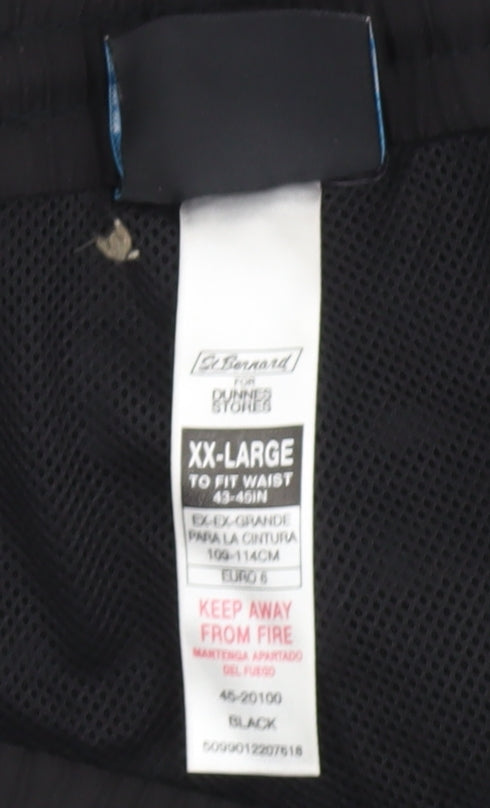 St Bernard
FOR
DUNNES
STORES
XX-LARGE
TO FIT WAIST
43-45IN
EX-EX-GRANDE
PARA LA CINTURA
109-114CM
EURO 6
KEEP AWAY
FROM FIRE
MANTENGA APARTADO
DEL FUEGO
45-20100
BLACK
5099012207618